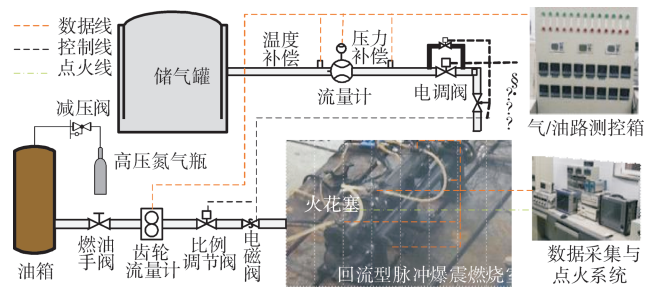 数据线
控制线
点火线
储气罐
温度
补偿
压力
补偿
流量计
电调阀
§
?
?
?
气/油路测控箱
减压阀
高压氮气瓶
油箱
燃油
手阀
齿轮
流量计
比例
调节阀
电
磁
阀
火花塞
回流型脉冲爆震燃烧
数据采集与
点火系统